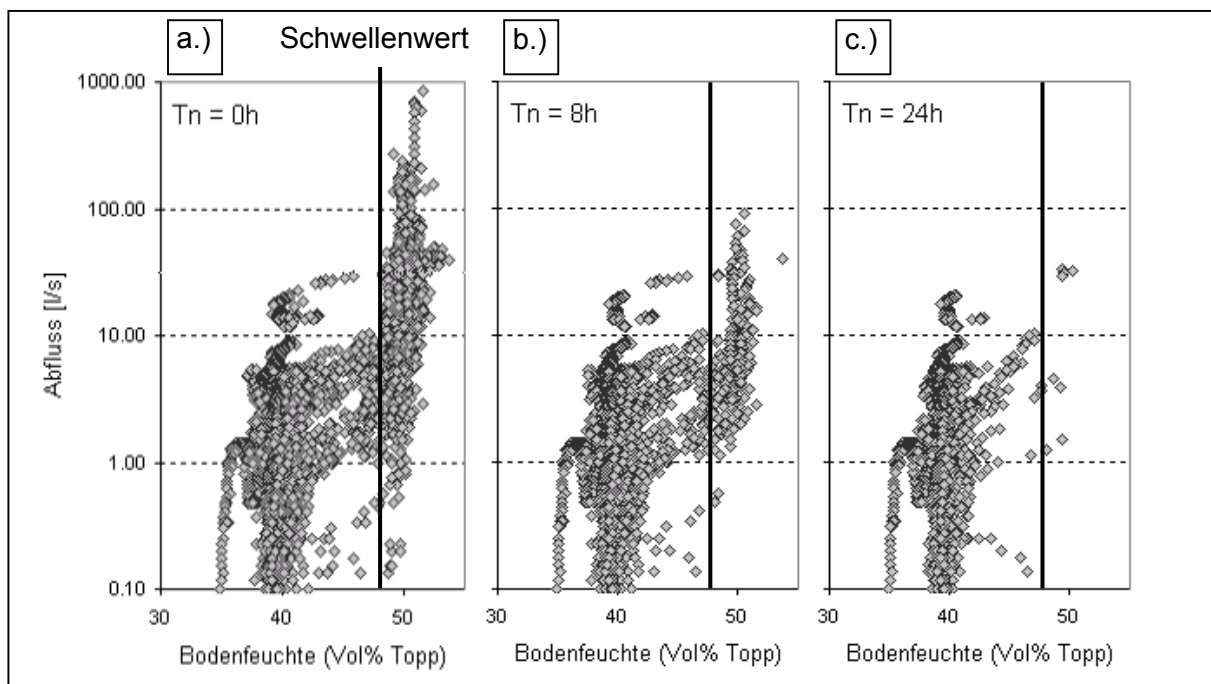 a.)
Schwellenwert
b.)
c.)
1000.00
100.00
10.00
1.00
0.10
Abfluss [l/s]
Tn = 0h
Tn = 8h
Tn = 24h
30 40 50
30 40 50
30 40 50
Bodenfeuchte (Vol% Topp)
Bodenfeuchte (Vol% Topp)
Bodenfeuchte (Vol% Topp)